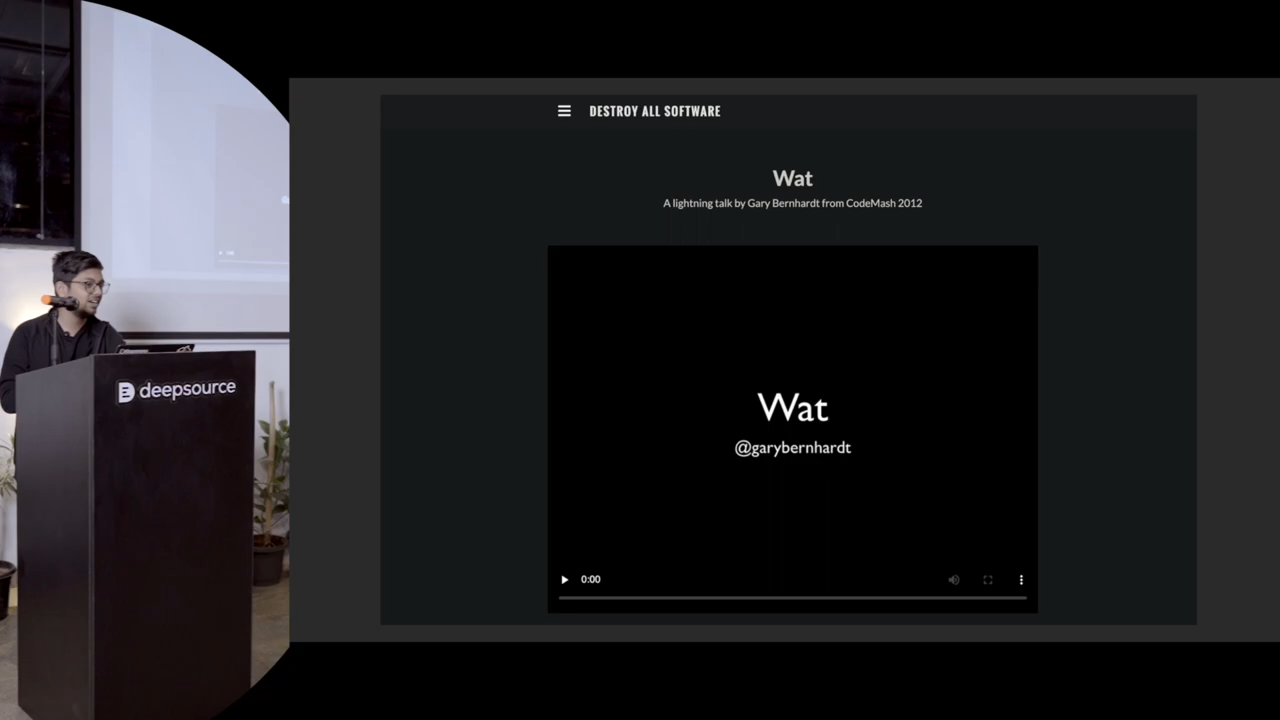 deepsource
DESTROY ALL SOFTWARE
Wat
A lightning talk by Gary Bernhardt from CodeMash 2012
Wat
@garybernhardt
0:00